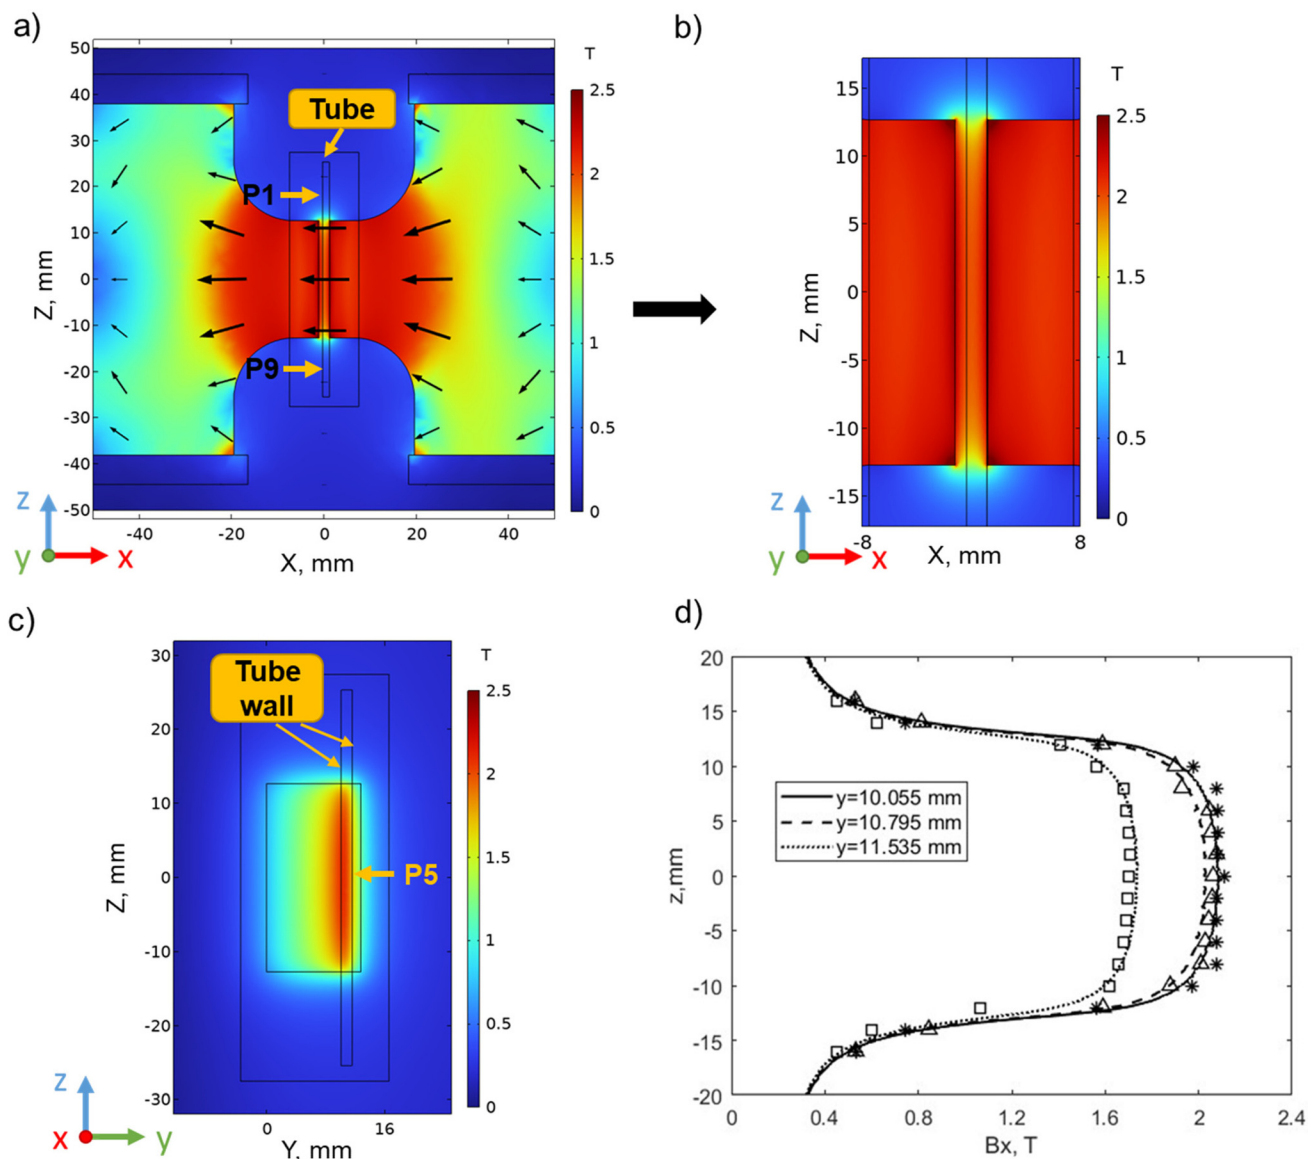 a)
T
50
40
30
20
10
0
-10
-20
-30
-40
-50
Z, mm
-40
-20
0
20
40
X, mm
Tube
P1
P9
2.5
2
1.5
1
0.5
0
z
y
x
b)
T
15
10
5
0
-5
-10
-15
Z, mm
-8
8
X, mm
2.5
2
1.5
1
0.5
0
z
y
x
c)
T
30
20
10
0
-10
-20
-30
Z, mm
0
16
Y, mm
Tube
wall
P5
2.5
2
1.5
1
0.5
0
z
x
y
d)
20
15
10
5
0
-5
-10
-15
-20
z,mm
y=10.055 mm
y=10.795 mm
y=11.535 mm
0
0.4
0.8
1.2
1.6
2
2.4
Bx, T